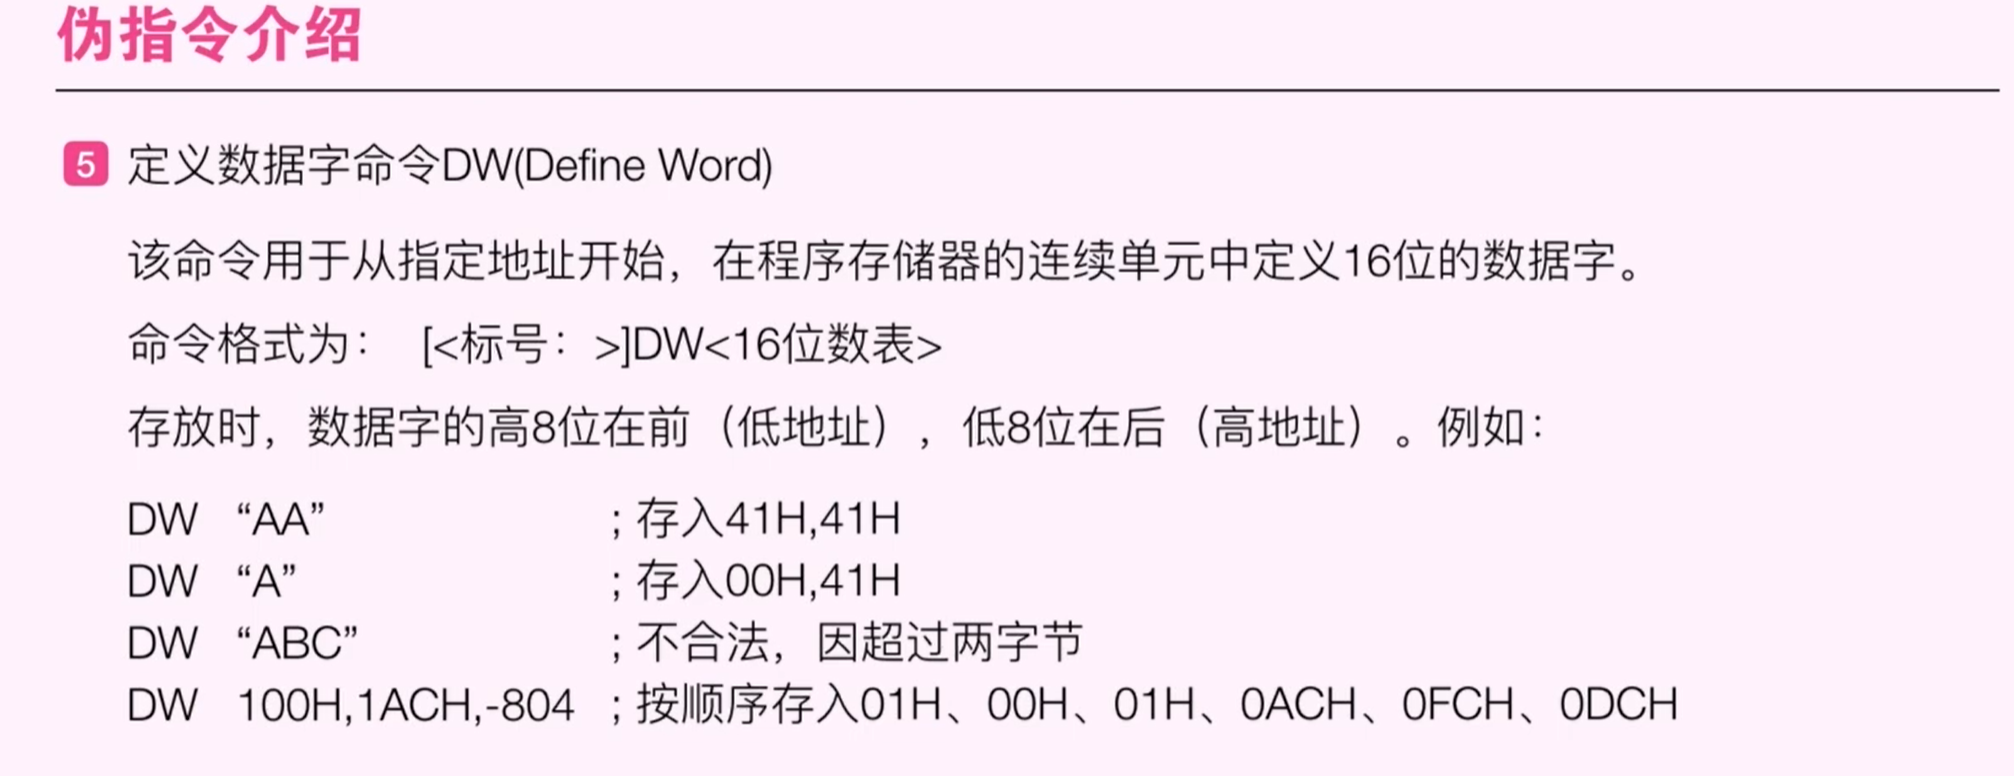 伪指令介绍
5 定义数据字命令DW(Define Word)
该命令用于从指定地址开始，在程序存储器的连续单元中定义16位的数据字。
命令格式为： [<标号：>]DW<16位数表>
存放时，数据字的高8位在前（低地址），低8位在后（高地址）。例如：
DW “AA” ；存入41H,41H
DW “A” ；存入00H,41H
DW “ABC” ；不合法，因超过两字节
DW 100H,1ACH,-804 ；按顺序存入01H、00H、01H、0ACH、0FCH、0DCH